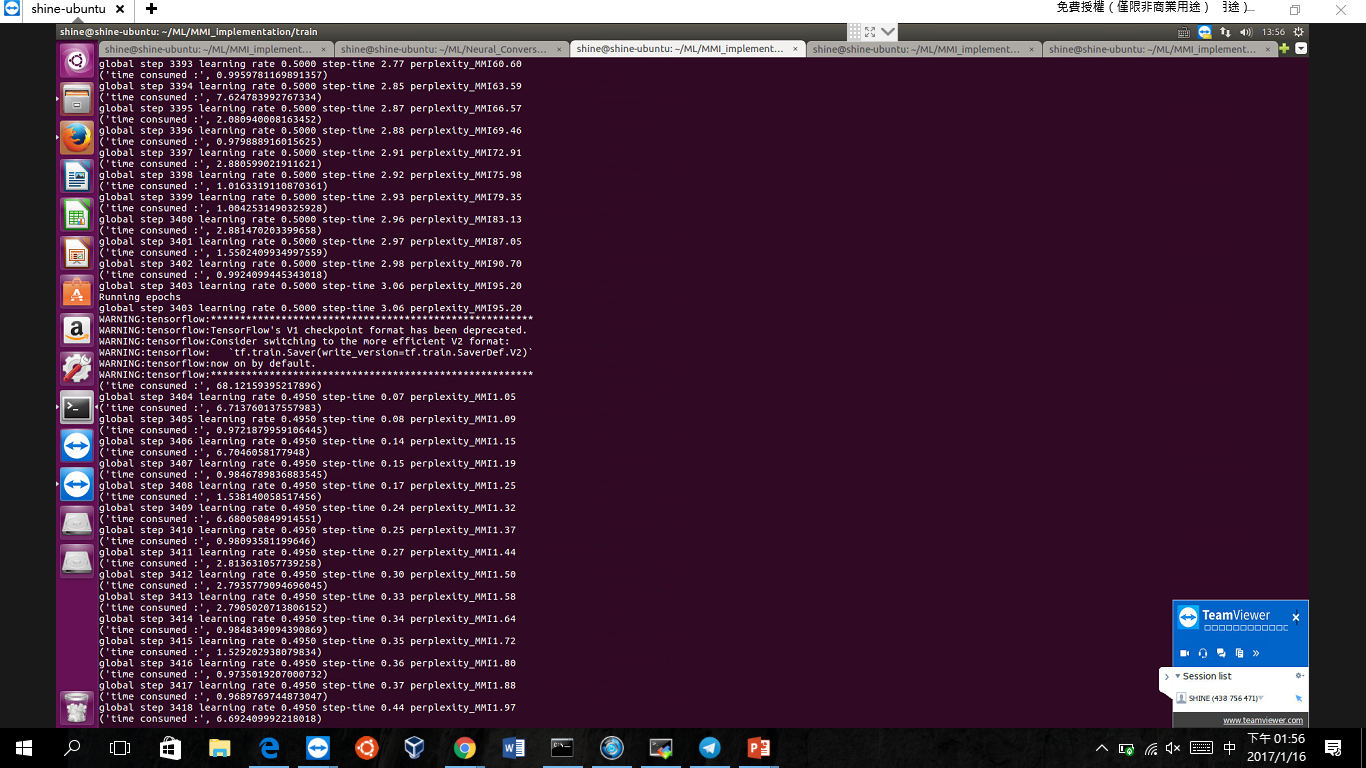 shine-ubuntu
免費授權（僅限非商業用途）
shine@shine-ubuntu: ~/ML/MMI_implementation/train
13:56
shine@shine-ubuntu: ~/ML/MMI_implement...
shine@shine-ubuntu: ~/ML/Neural_Convers...
shine@shine-ubuntu: ~/ML/MMI_implement...
shine@shine-ubuntu: ~/ML/MMI_implement...
shine@shine-ubuntu: ~/ML/MMI_implement...
global step 3393 learning rate 0.5000 step-time 2.77 perplexity_MMI60.60
('time consumed :', 0.9959781169891357)
global step 3394 learning rate 0.5000 step-time 2.85 perplexity_MMI63.59
('time consumed :', 7.624783992767334)
global step 3395 learning rate 0.5000 step-time 2.87 perplexity_MMI66.57
('time consumed :', 2.080940008163452)
global step 3396 learning rate 0.5000 step-time 2.88 perplexity_MMI69.46
('time consumed :', 0.979888916015625)
global step 3397 learning rate 0.5000 step-time 2.91 perplexity_MMI72.91
('time consumed :', 2.880599021911621)
global step 3398 learning rate 0.5000 step-time 2.92 perplexity_MMI75.98
('time consumed :', 1.0163319110870361)
global step 3399 learning rate 0.5000 step-time 2.93 perplexity_MMI79.35
('time consumed :', 1.0042531490325928)
global step 3400 learning rate 0.5000 step-time 2.96 perplexity_MMI83.13
('time consumed :', 2.881470203399658)
global step 3401 learning rate 0.5000 step-time 2.97 perplexity_MMI87.05
('time consumed :', 1.5502409934997559)
global step 3402 learning rate 0.5000 step-time 2.98 perplexity_MMI90.70
('time consumed :', 0.9924099445343018)
global step 3403 learning rate 0.5000 step-time 3.06 perplexity_MMI95.20
Running epochs
global step 3403 learning rate 0.5000 step-time 3.06 perplexity_MMI95.20
WARNING:tensorflow:*******************************************************
WARNING:tensorflow:TensorFlow's V1 checkpoint format has been deprecated.
WARNING:tensorflow:Consider switching to the more efficient V2 format:
WARNING:tensorflow:   `tf.train.Saver(write_version=tf.train.SaverDef.V2)`
WARNING:tensorflow:now on by default.
WARNING:tensorflow:*******************************************************
('time consumed :', 68.12159395217896)
global step 3404 learning rate 0.4950 step-time 0.07 perplexity_MMI1.05
('time consumed :', 6.713760137557983)
global step 3405 learning rate 0.4950 step-time 0.08 perplexity_MMI1.09
('time consumed :', 0.9721879959106445)
global step 3406 learning rate 0.4950 step-time 0.14 perplexity_MMI1.15
('time consumed :', 6.7046058177948)
global step 3407 learning rate 0.4950 step-time 0.15 perplexity_MMI1.19
('time consumed :', 0.9846789836883545)
global step 3408 learning rate 0.4950 step-time 0.17 perplexity_MMI1.25
('time consumed :', 1.538140058517456)
global step 3409 learning rate 0.4950 step-time 0.24 perplexity_MMI1.32
('time consumed :', 6.680050849914551)
global step 3410 learning rate 0.4950 step-time 0.25 perplexity_MMI1.37
('time consumed :', 0.98093581199646)
global step 3411 learning rate 0.4950 step-time 0.27 perplexity_MMI1.44
('time consumed :', 2.813631057739258)
global step 3412 learning rate 0.4950 step-time 0.30 perplexity_MMI1.50
('time consumed :', 2.7935779094696045)
global step 3413 learning rate 0.4950 step-time 0.33 perplexity_MMI1.58
('time consumed :', 2.7905020713806152)
global step 3414 learning rate 0.4950 step-time 0.34 perplexity_MMI1.64
('time consumed :', 0.9848349094390869)
global step 3415 learning rate 0.4950 step-time 0.35 perplexity_MMI1.72
('time consumed :', 1.529202938079834)
global step 3416 learning rate 0.4950 step-time 0.36 perplexity_MMI1.80
('time consumed :', 0.9735019207000732)
global step 3417 learning rate 0.4950 step-time 0.37 perplexity_MMI1.88
('time consumed :', 0.9689769744873047)
global step 3418 learning rate 0.4950 step-time 0.44 perplexity_MMI1.97
('time consumed :', 6.692409992218018)
TeamViewer
Session list
SHINE (438 756 471)
www.teamviewer.com
中
下午 01:56
2017/1/16